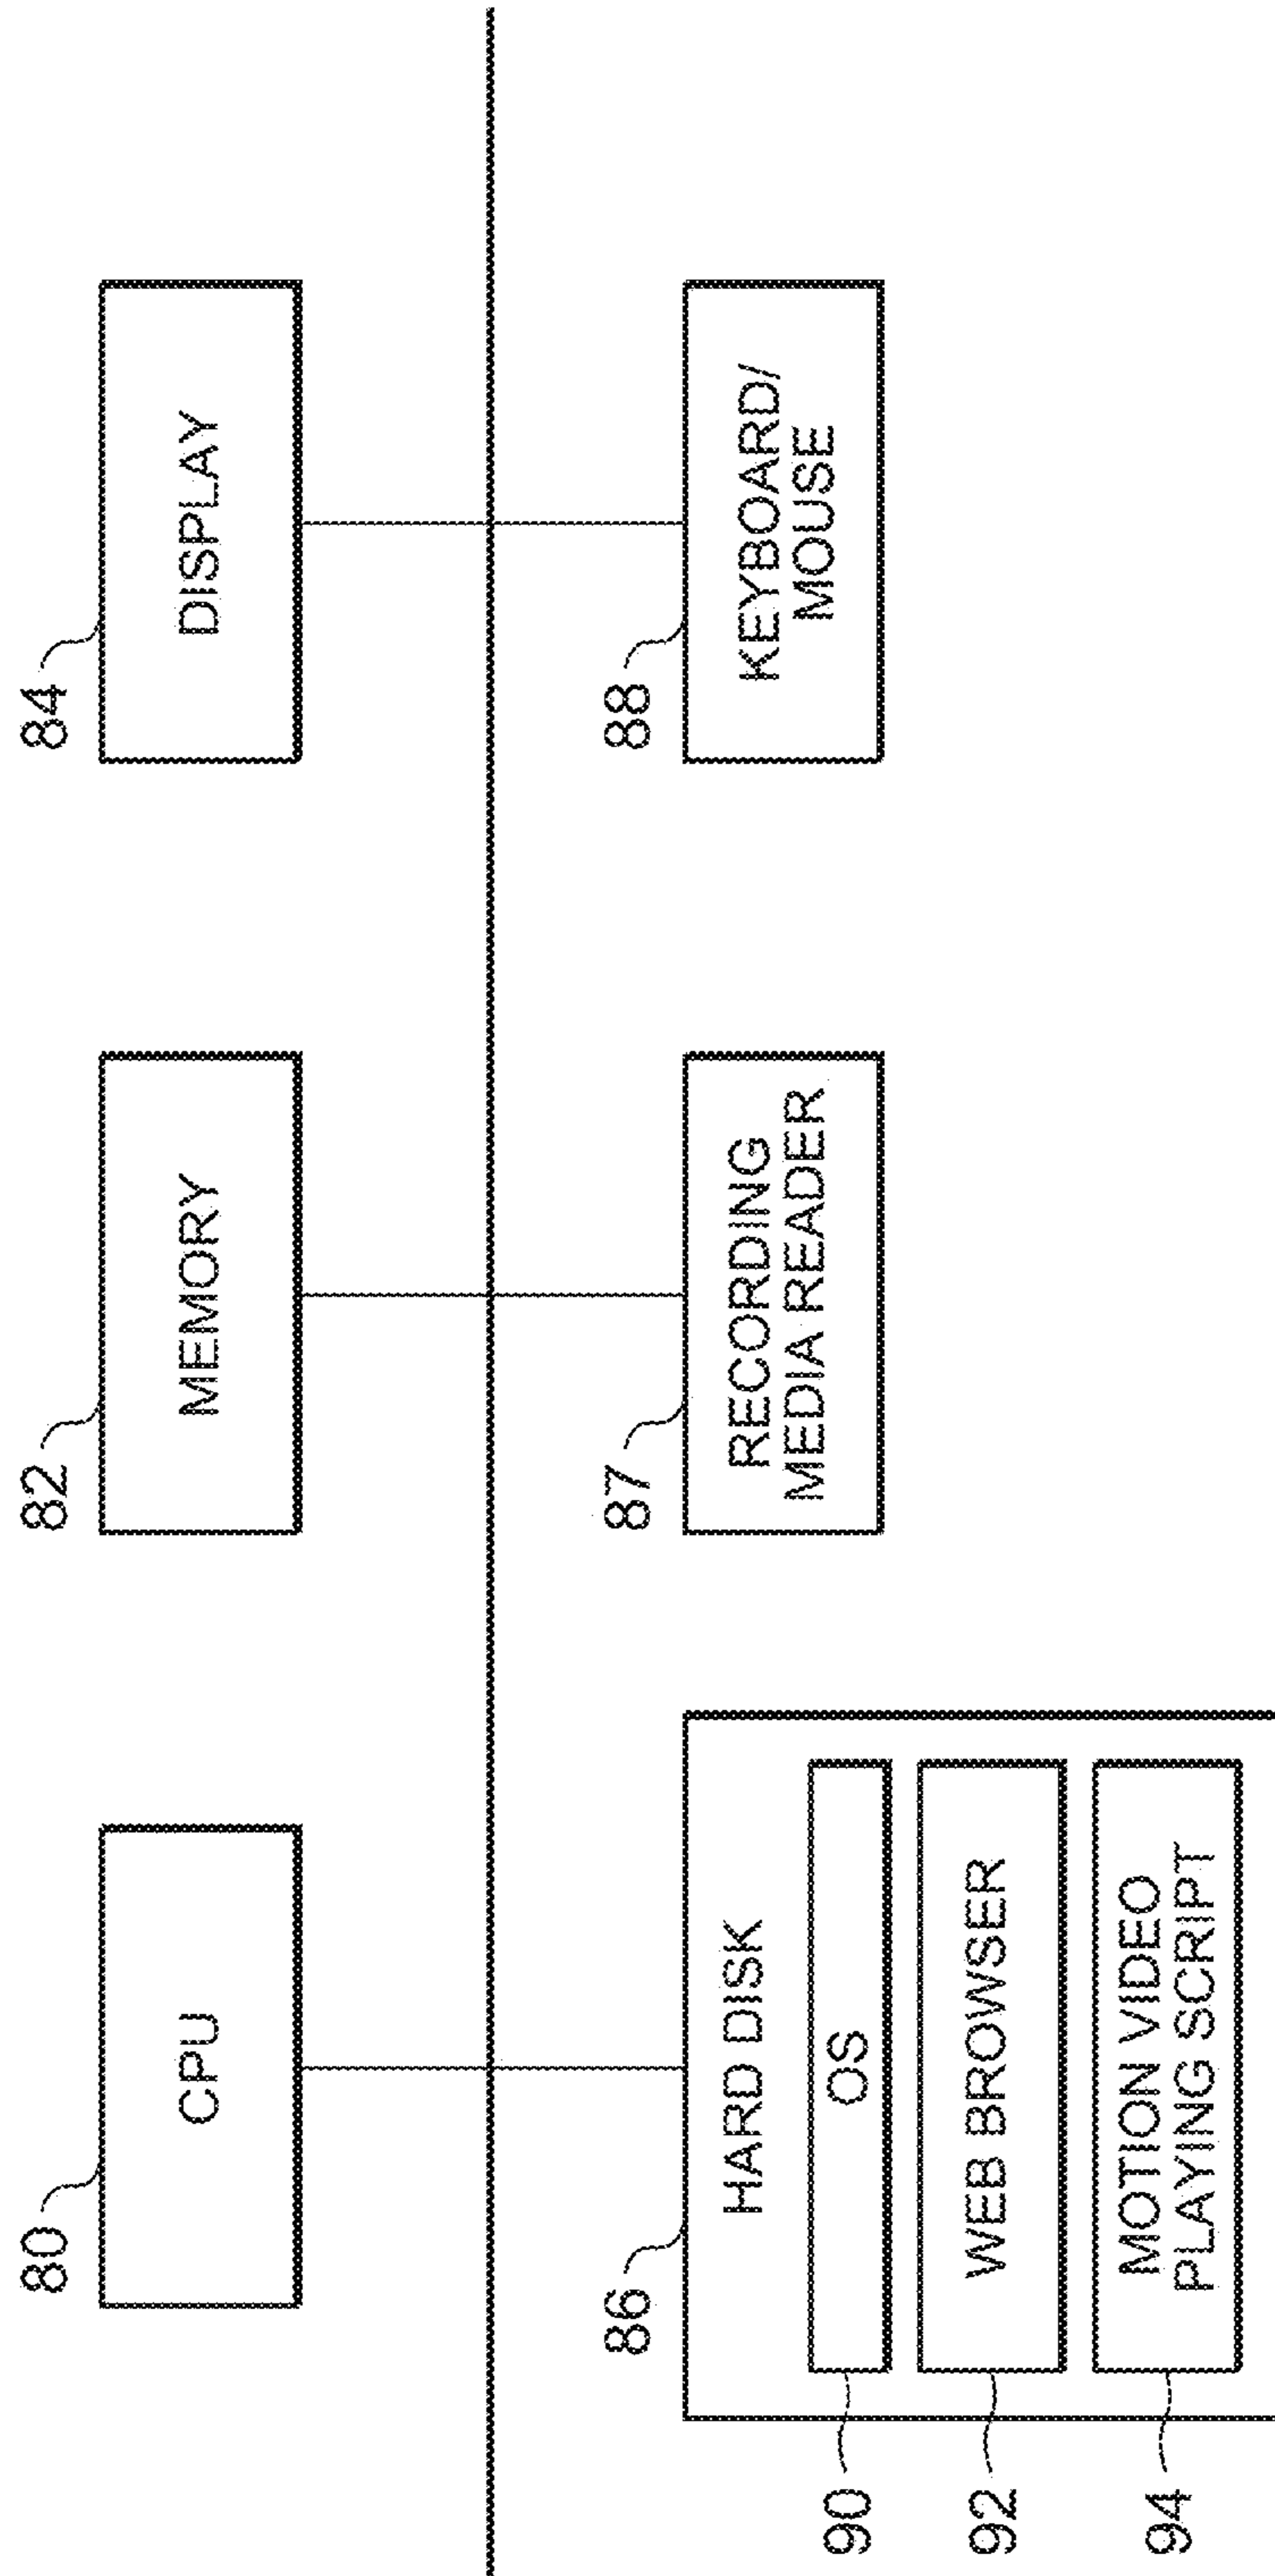 80
CPU
82
MEMORY
84
DISPLAY
86
HARD DISK
90
OS
92
WEB BROWSER
94
MOTION VIDEO
PLAYING SCRIPT
87
RECORDING
MEDIA READER
88
KEYBOARD/
MOUSE